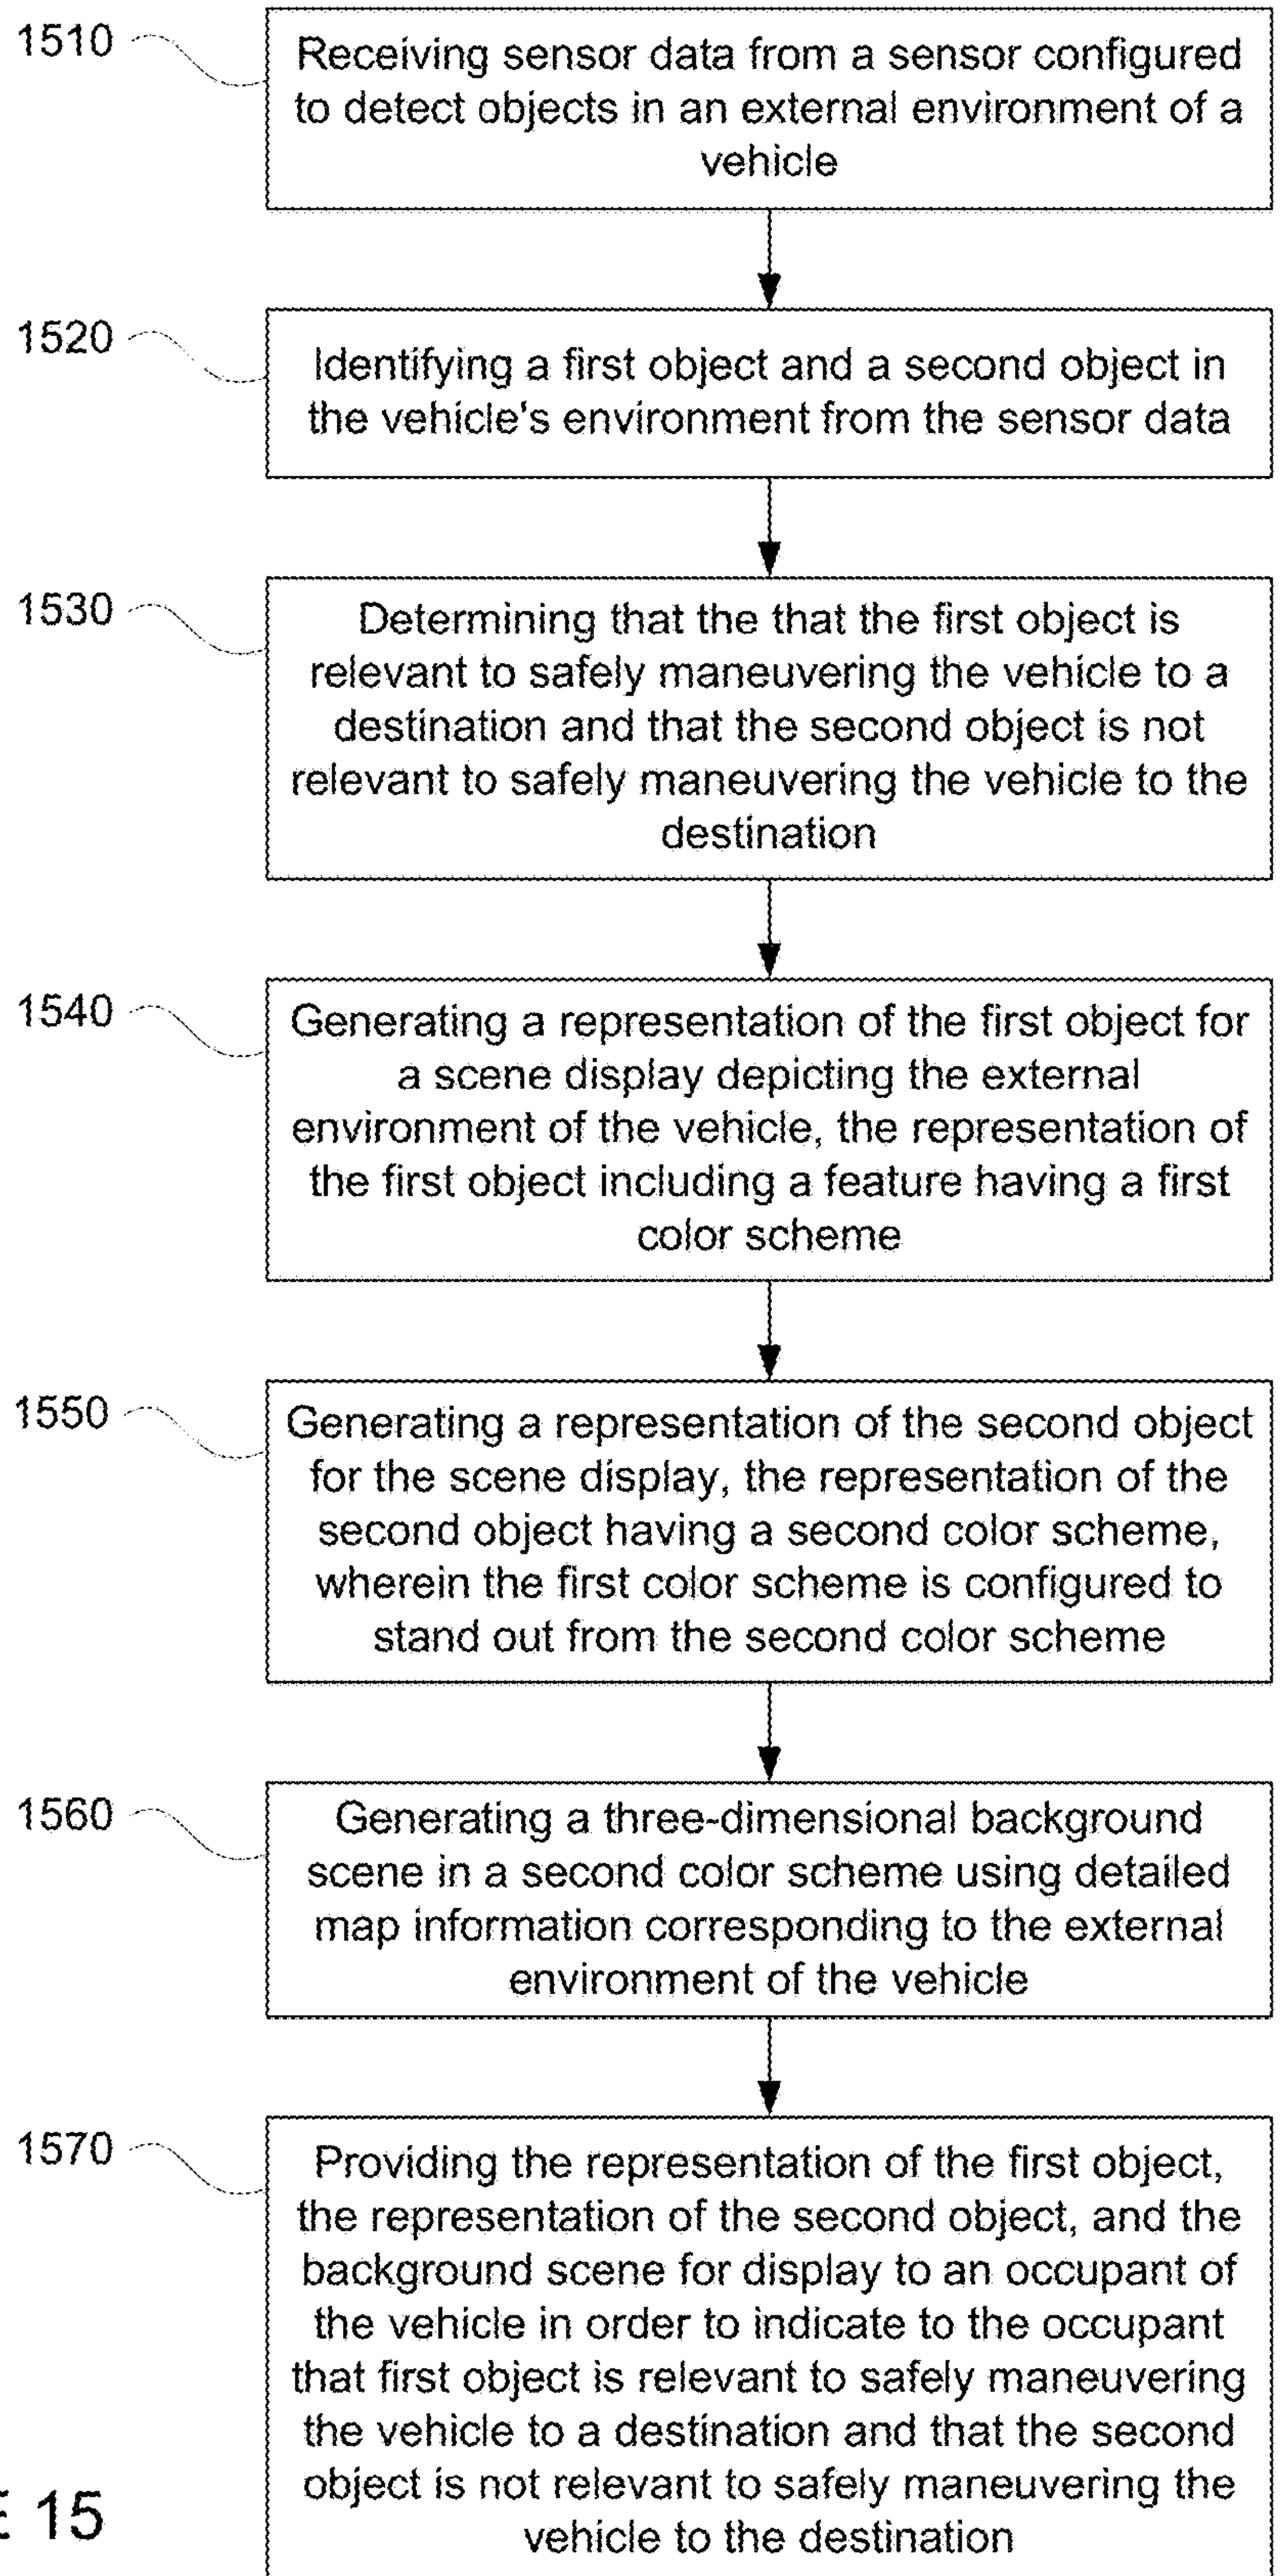 1510
Receiving sensor data from a sensor configured
to detect objects in an external environment of a
vehicle
1520
Identifying a first object and a second object in
the vehicle's environment from the sensor data
1530
Determining that the that the first object is
relevant to safely maneuvering the vehicle to a
destination and that the second object is not
relevant to safely maneuvering the vehicle to the
destination
1540
Generating a representation of the first object for
a scene display depicting the external
environment of the vehicle, the representation of
the first object including a feature having a first
color scheme
1550
Generating a representation of the second object
for the scene display, the representation of the
second object having a second color scheme,
wherein the first color scheme is configured to
stand out from the second color scheme
1560
Generating a three-dimensional background
scene in a second color scheme using detailed
map information corresponding to the external
environment of the vehicle
1570
Providing the representation of the first object,
the representation of the second object, and the
background scene for display to an occupant of
the vehicle in order to indicate to the occupant
that first object is relevant to safely maneuvering
the vehicle to a destination and that the second
object is not relevant to safely maneuvering the
vehicle to the destination
E 15